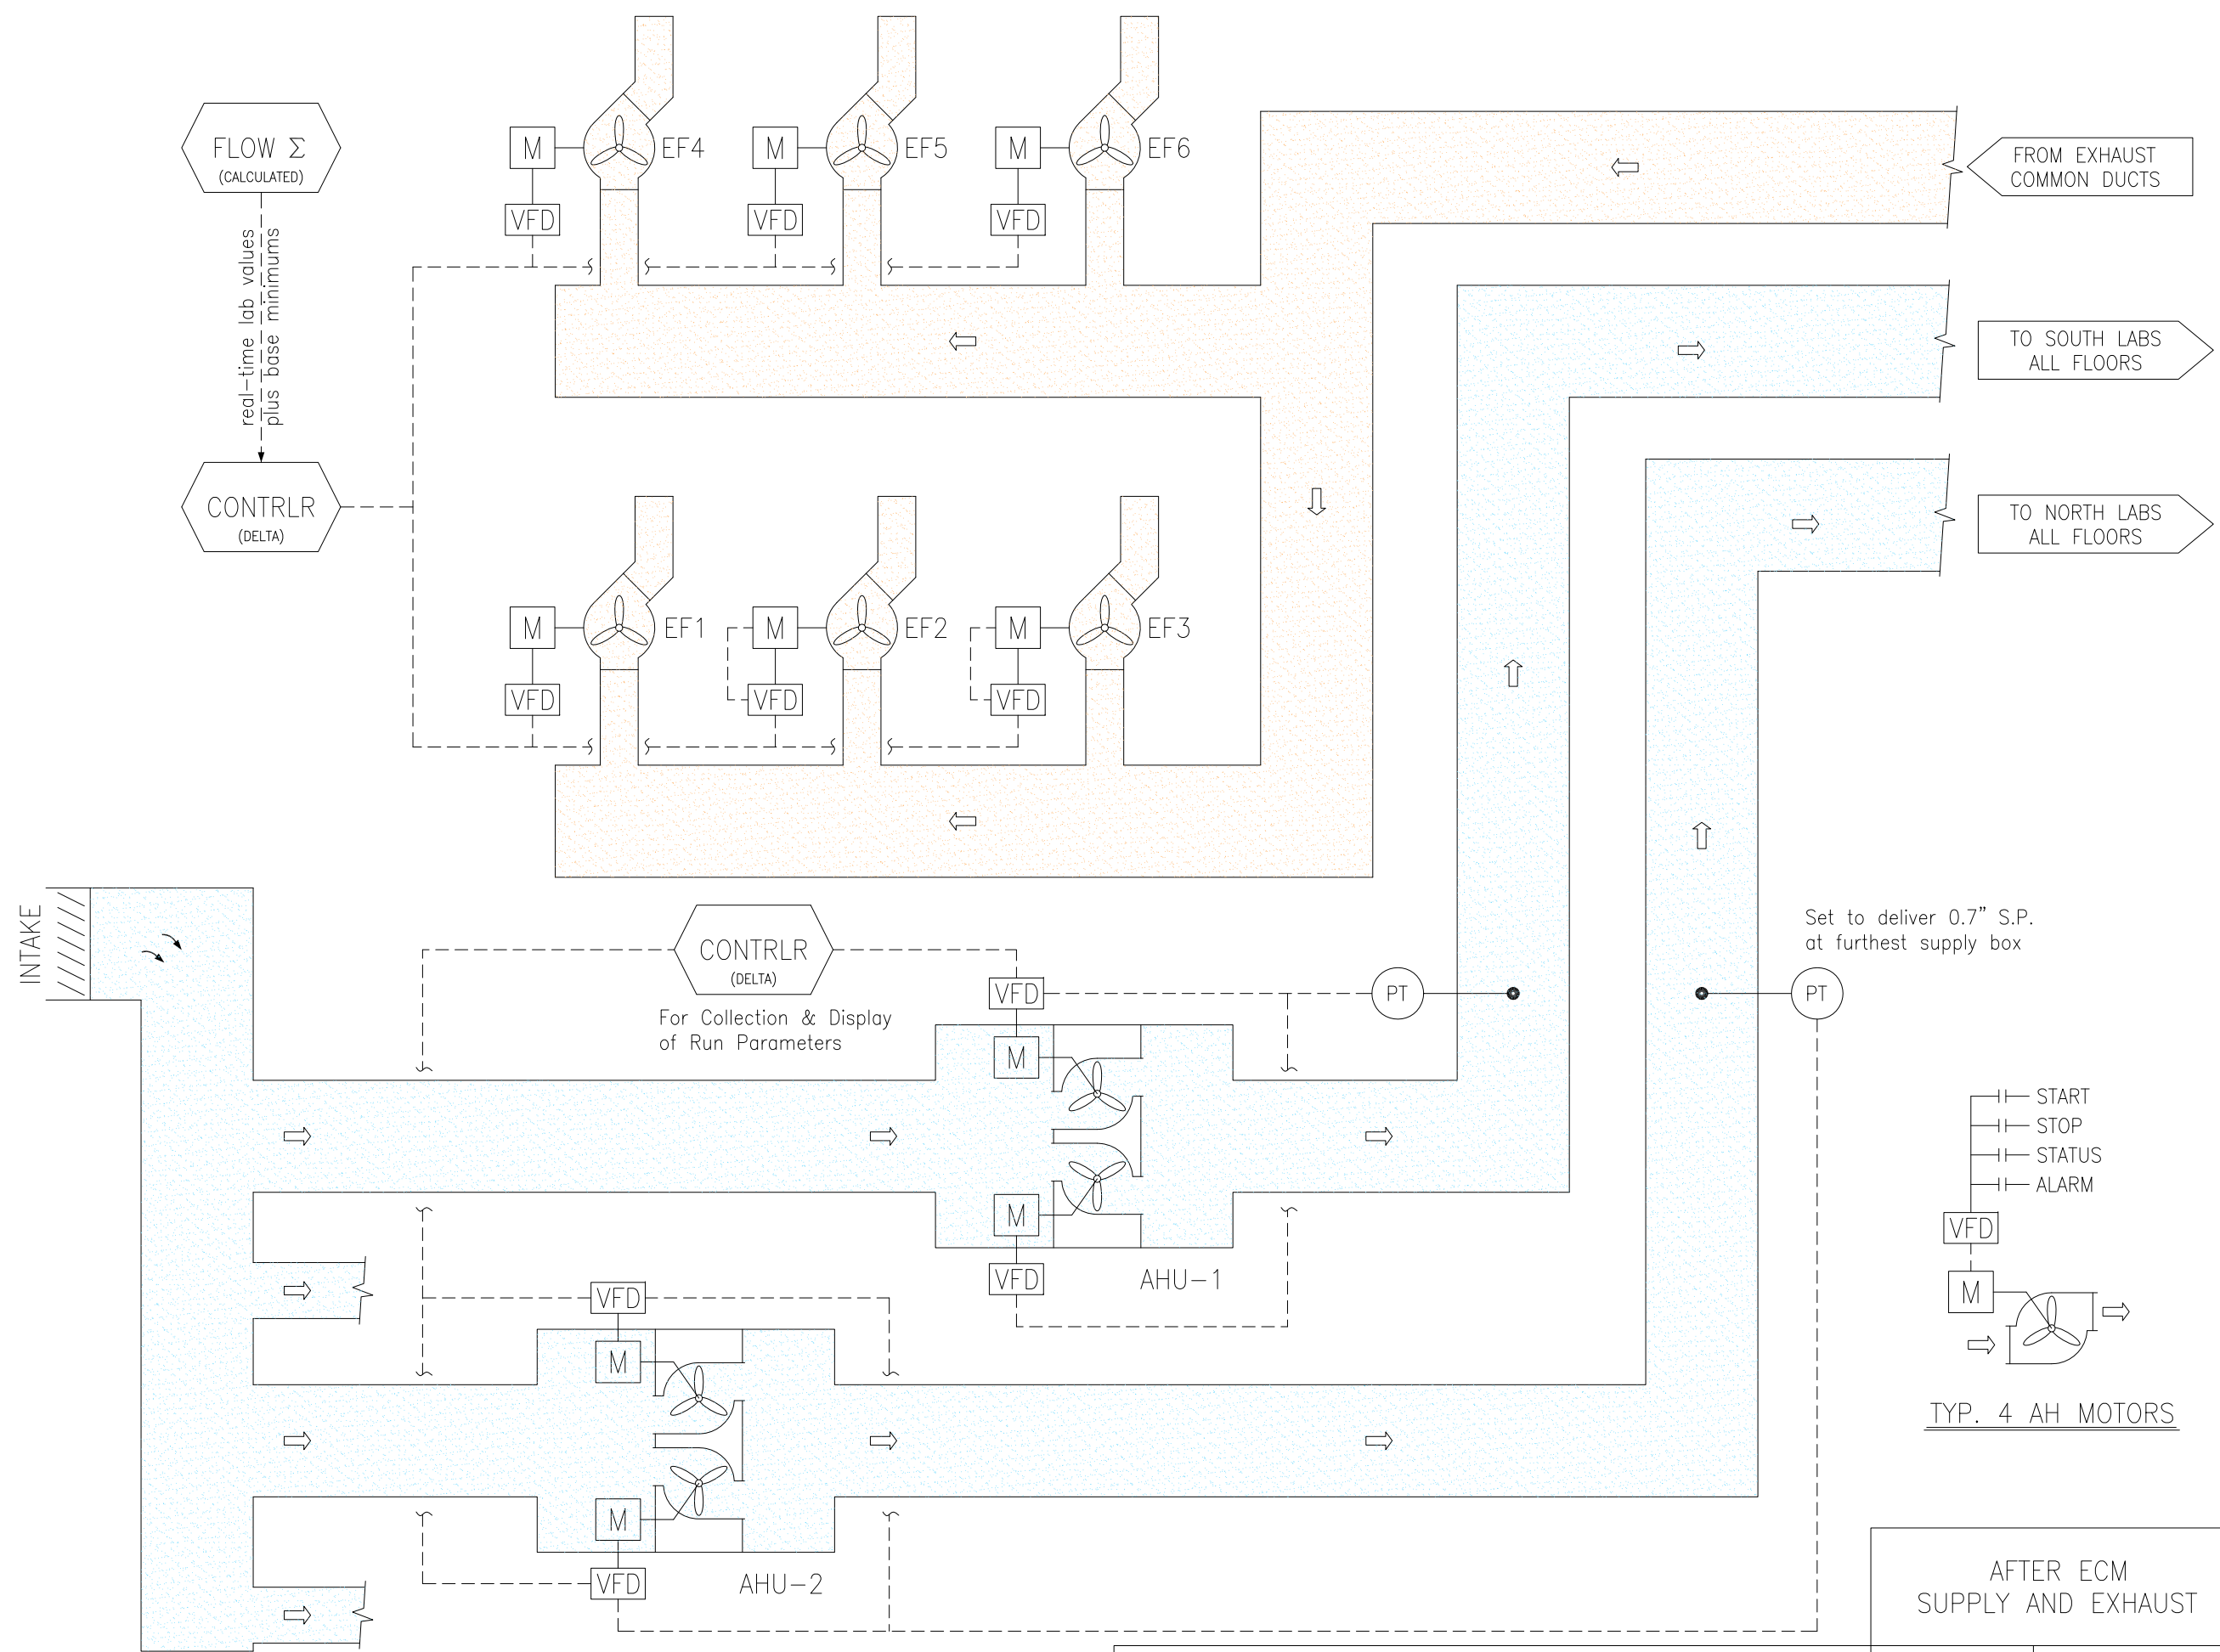 FLOW Σ
(CALCULATED)
real-time lab values
plus base minimums
CONTRLR
(DELTA)
M
EF4
VFD
M
EF5
VFD
M
EF6
VFD
FROM EXHAUST
COMMON DUCTS
TO SOUTH LABS
ALL FLOORS
TO NORTH LABS
ALL FLOORS
M
EF1
VFD
M
EF2
VFD
M
EF3
VFD
INTAKE
CONTRLR
(DELTA)
For Collection & Display
of Run Parameters
VFD
M
PT
Set to deliver 0.7" S.P.
at furthest supply box
PT
M
VFD
AHU-1
VFD
M
M
VFD
AHU-2
START
STOP
STATUS
ALARM
VFD
M
TYP. 4 AH MOTORS
AFTER ECM
SUPPLY AND EXHAUST